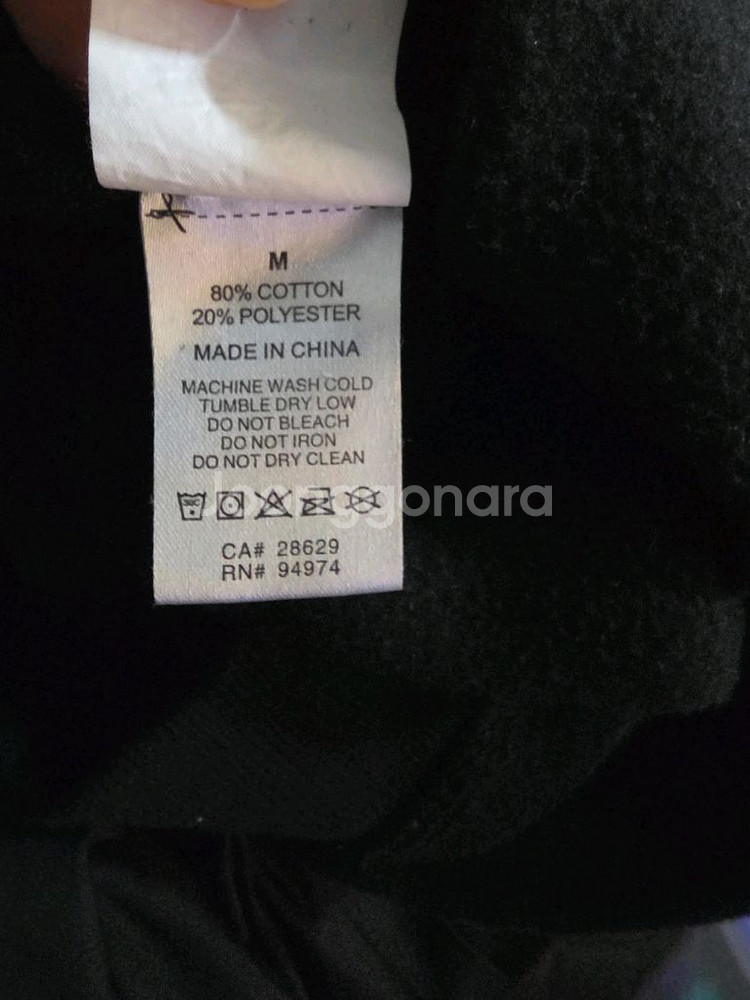 M
80% COTTON
20% POLYESTER
MADE IN CHINA
MACHINE WASH COLD
TUMBLE DRY LOW
DO NOT BLEACH
DO NOT IRON
DO NOT DRY CLEAN
30C
CA# 28629
RN# 94974